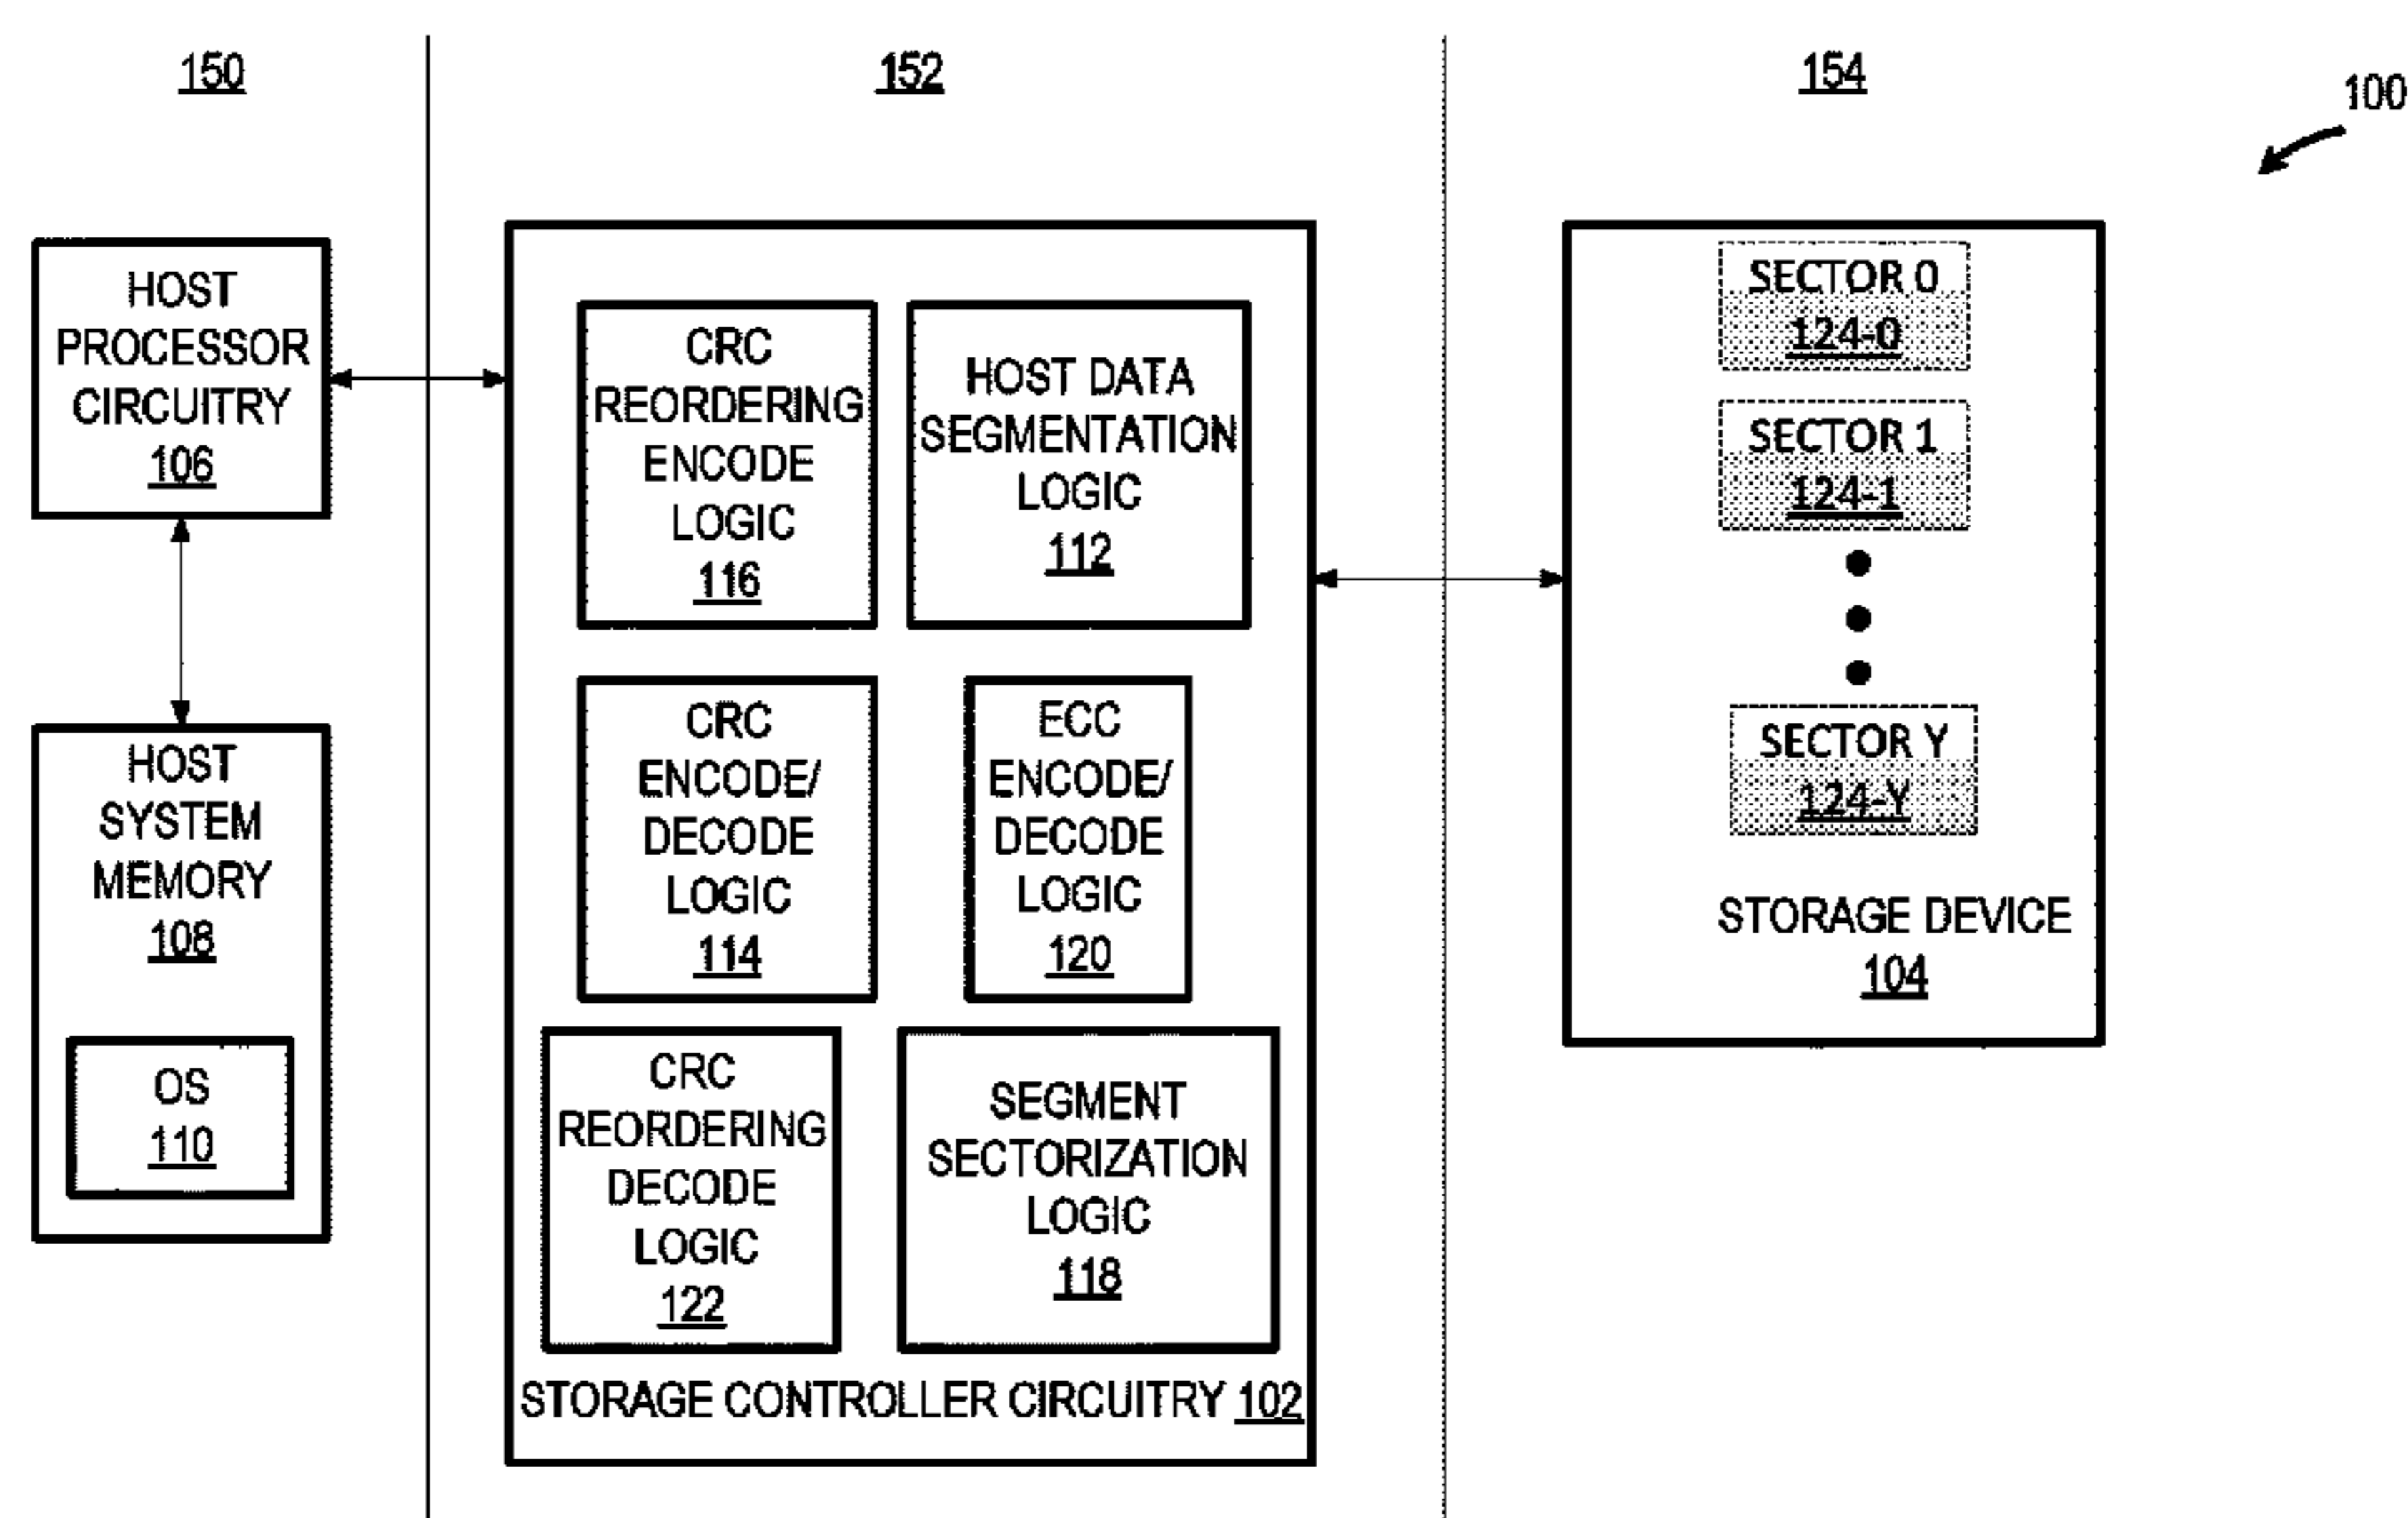 150
152
154
100
HOST
PROCESSOR
CIRCUITRY
106
HOST
SYSTEM
MEMORY
108
OS
110
CRC
REORDERING
ENCODE
LOGIC
116
HOST DATA
SEGMENTATION
LOGIC
112
CRC
ENCODE/
DECODE
LOGIC
114
ECC
ENCODE/
DECODE
LOGIC
120
CRC
REORDERING
DECODE
LOGIC
122
SEGMENT
SECTORIZATION
LOGIC
118
STORAGE CONTROLLER CIRCUITRY 102
SECTOR 0
124-0
SECTOR 1
124-1
SECTOR Y
124-Y
STORAGE DEVICE
104